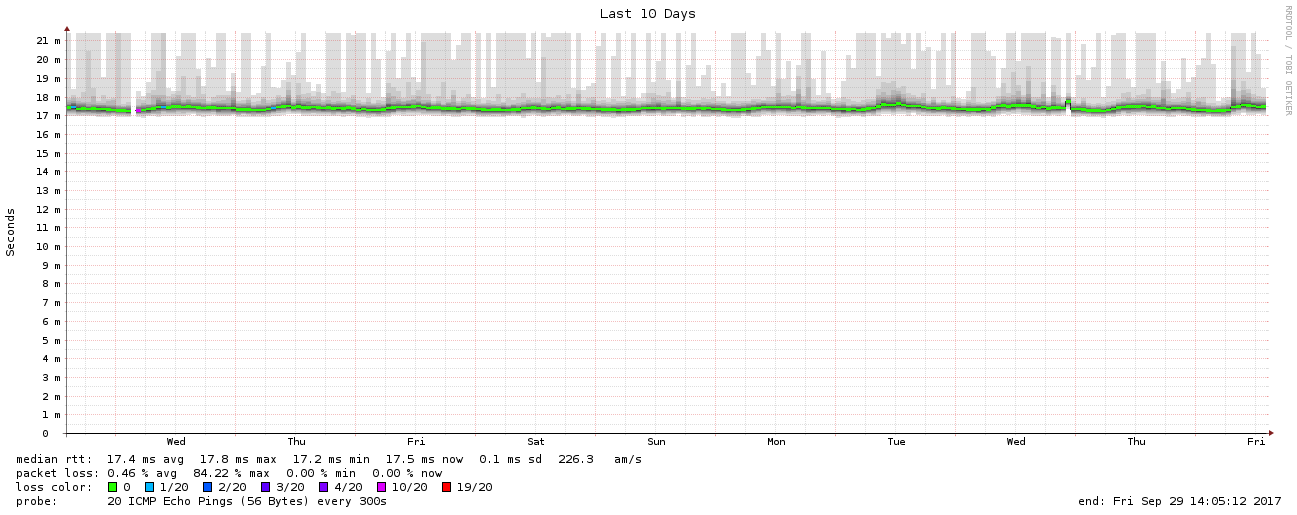 Last 10 Days
RRDTOOL / TOBI OETIKER
Seconds
21 m
20 m
19 m
18 m
17 m
16 m
15 m
14 m
13 m
12 m
11 m
10 m
9 m
8 m
7 m
6 m
5 m
4 m
3 m
2 m
1 m
0
Wed Thu Fri Sat Sun Mon Tue Wed Thu Fri
median rtt: 17.4 ms avg 17.8 ms max 17.2 ms min 17.5 ms now 0.1 ms sd 226.3 am/s
packet loss: 0.46 % avg 84.22 % max 0.00 % min 0.00 % now
loss color: 0 1/20 2/20 3/20 4/20 10/20 19/20
probe: 20 ICMP Echo Pings (56 Bytes) every 300s end: Fri Sep 29 14:05:12 2017